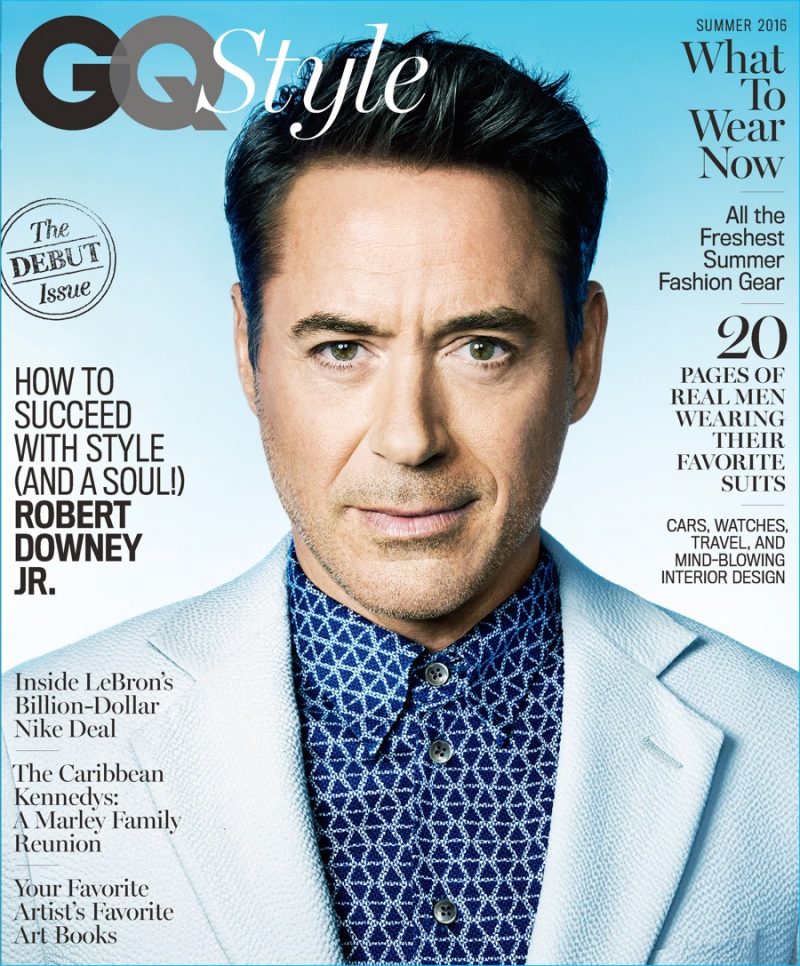 GQ Style
SUMMER 2016
What
To
Wear
Now
All the
Freshest
Summer
Fashion Gear
20
PAGES OF
REAL MEN
WEARING
THEIR
FAVORITE
SUITS
CARS, WATCHES,
TRAVEL, AND
MIND-BLOWING
INTERIOR DESIGN
The
DEBUT
Issue
HOW TO
SUCCEED
WITH STYLE
(AND A SOUL!)
ROBERT
DOWNEY
JR.
Inside LeBron's
Billion-Dollar
Nike Deal
The Caribbean
Kennedys:
A Marley Family
Reunion
Your Favorite
Artist's Favorite
Art Books